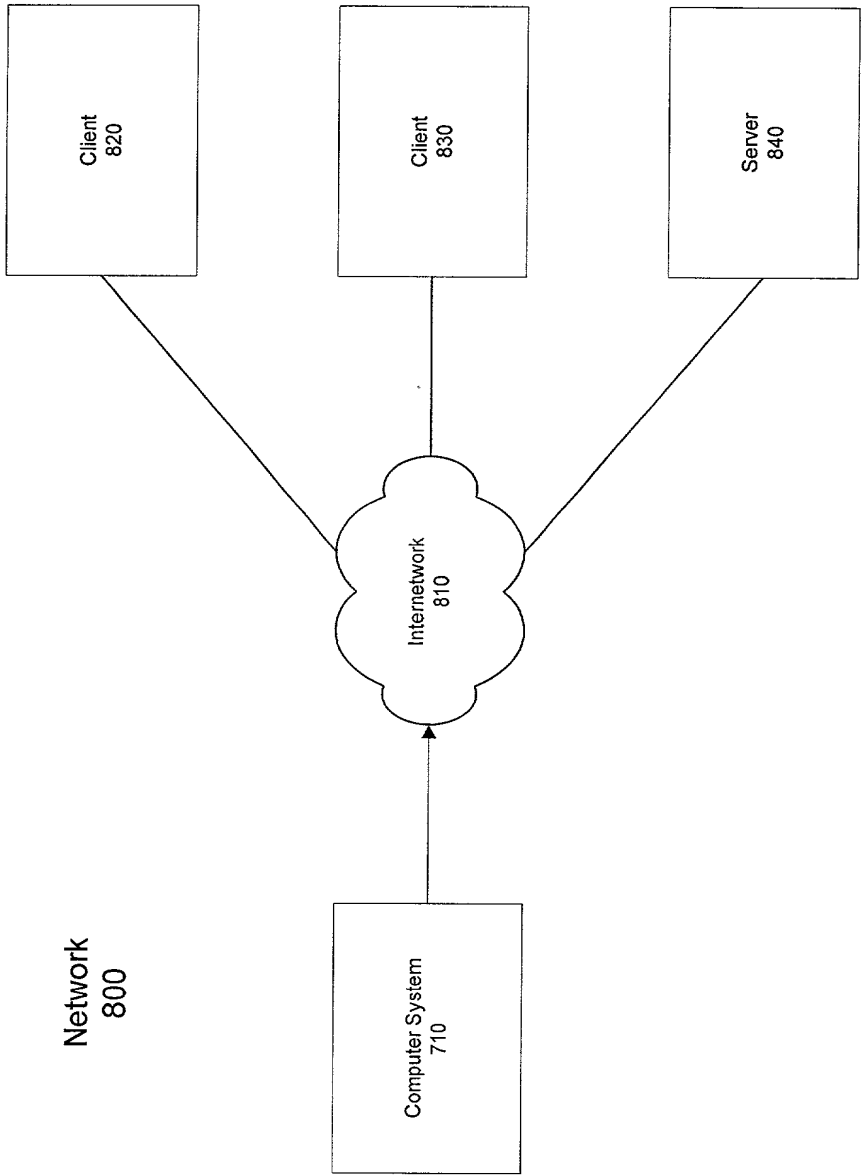 Network
800
Computer System
710
Internetwork
810
Client
820
Client
830
Server
840